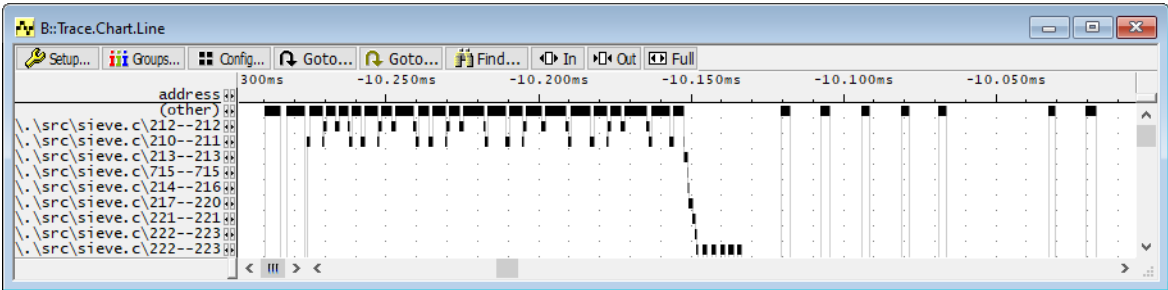 B::Trace.Chart.Line
Setup... Groups... Config... Goto... Goto... Find... In Out Full
300ms -10.250ms -10.200ms -10.150ms -10.100ms -10.050ms
address
(other)
\.\src\sieve.c\212--212
\.\src\sieve.c\210--211
\.\src\sieve.c\213--213
\.\src\sieve.c\715--715
\.\src\sieve.c\214--216
\.\src\sieve.c\217--220
\.\src\sieve.c\221--221
\.\src\sieve.c\222--223
\.\src\sieve.c\222--223